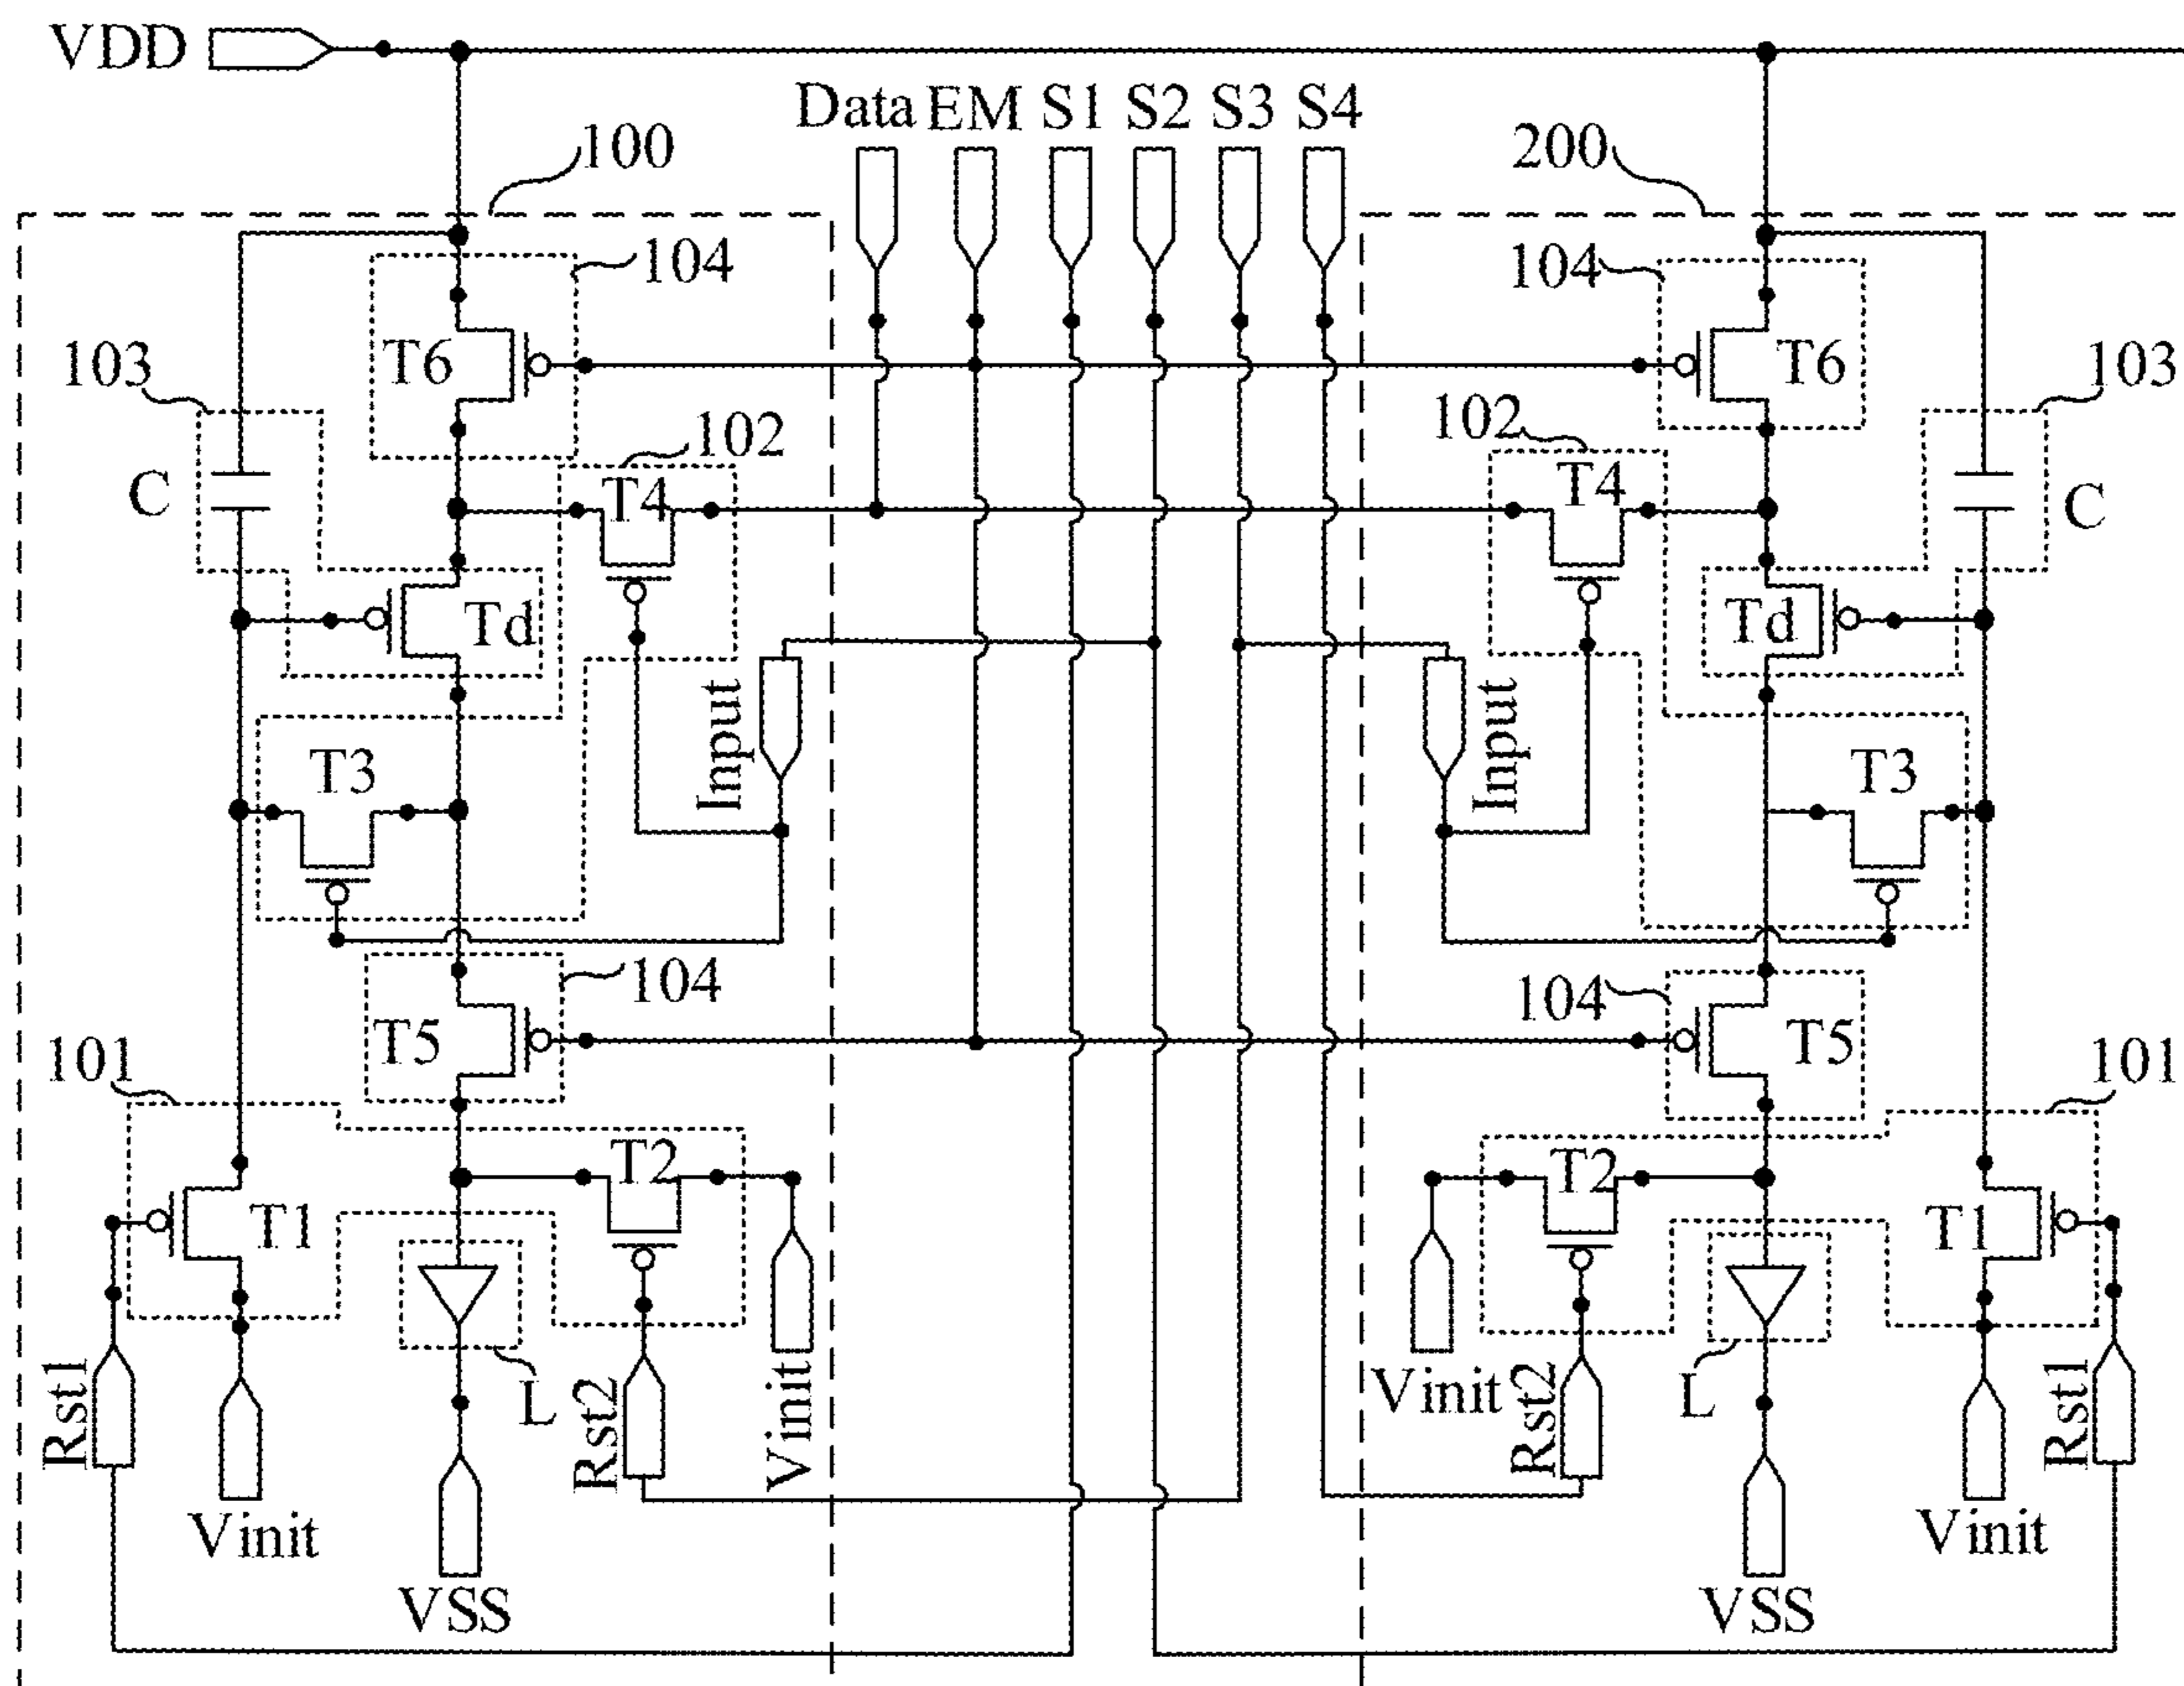 VDD
Data EM S1 S2 S3 S4
100
200
104
104
103
T6
T6
103
102
102
C
T4
T4
C
Td
Td
Input
Input
T3
T3
104
104
T5
T5
101
101
T2
T2
T1
T1
Rst1
L
Rst2
Vinit
Vinit
Rst2
L
Rst1
Vinit
Vinit
VSS
VSS